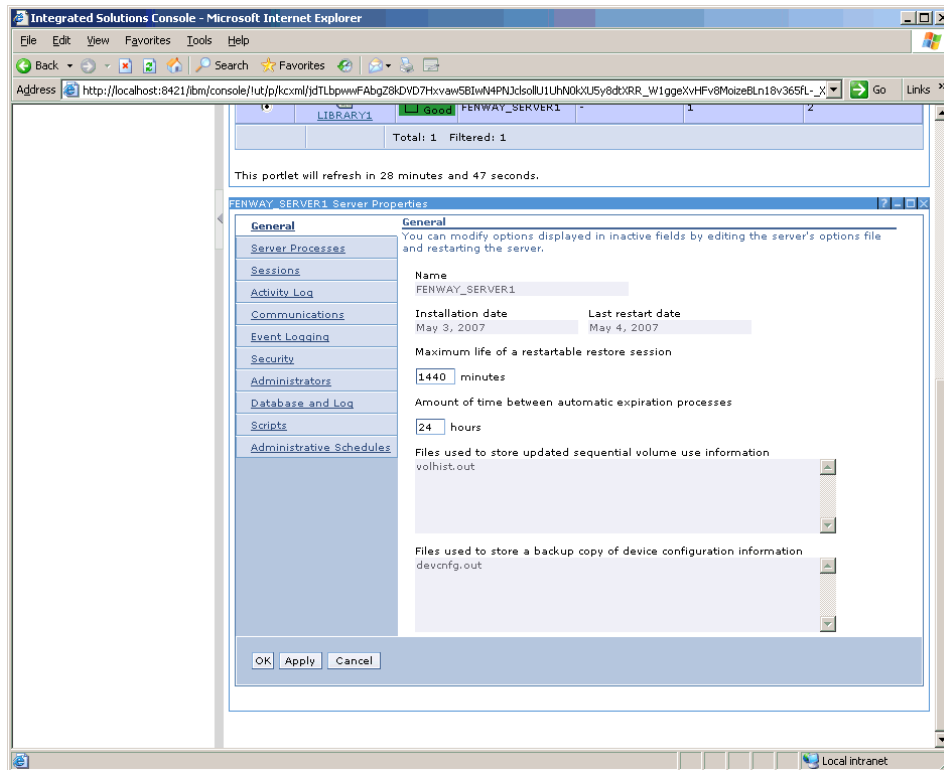 Integrated Solutions Console - Microsoft Internet Explorer
File Edit View Favorites Tools Help
Back Search Favorites
Address http://localhost:8421/ibm/console/!ut/p/kcxml/ Go Links »
LIBRARY1 Good FENWAY_SERVER1 - 1 2
Total: 1 Filtered: 1
This portlet will refresh in 28 minutes and 47 seconds.
FENWAY_SERVER1 Server Properties
General
Server Processes
Sessions
Activity Log
Communications
Event Logging
Security
Administrators
Database and Log
Scripts
Administrative Schedules
General
You can modify options displayed in inactive fields by editing the server's options file
and restarting the server.
Name
FENWAY_SERVER1
Installation date Last restart date
May 3, 2007 May 4, 2007
Maximum life of a restartable restore session
1440 minutes
Amount of time between automatic expiration processes
24 hours
Files used to store updated sequential volume use information
volhist.out
Files used to store a backup copy of device configuration information
devcnfg.out
OK Apply Cancel
Local intranet